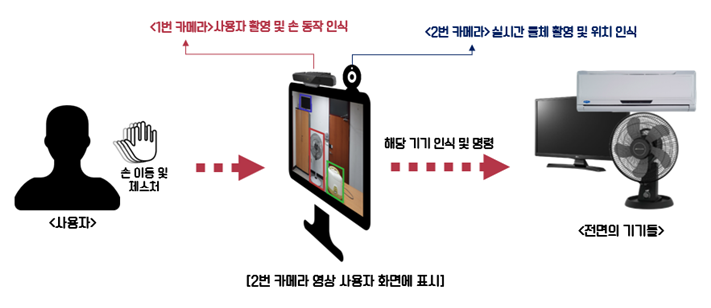 <1번 카메라>사용자 촬영 및 손 동작 인식
<2번 카메라>실시간 물체 촬영 및 위치 인식
손 이동 및
제스처
해당 기기 인식 및 명령
<사용자>
<전면의 기기들>
[2번 카메라 영상 사용자 화면에 표시]